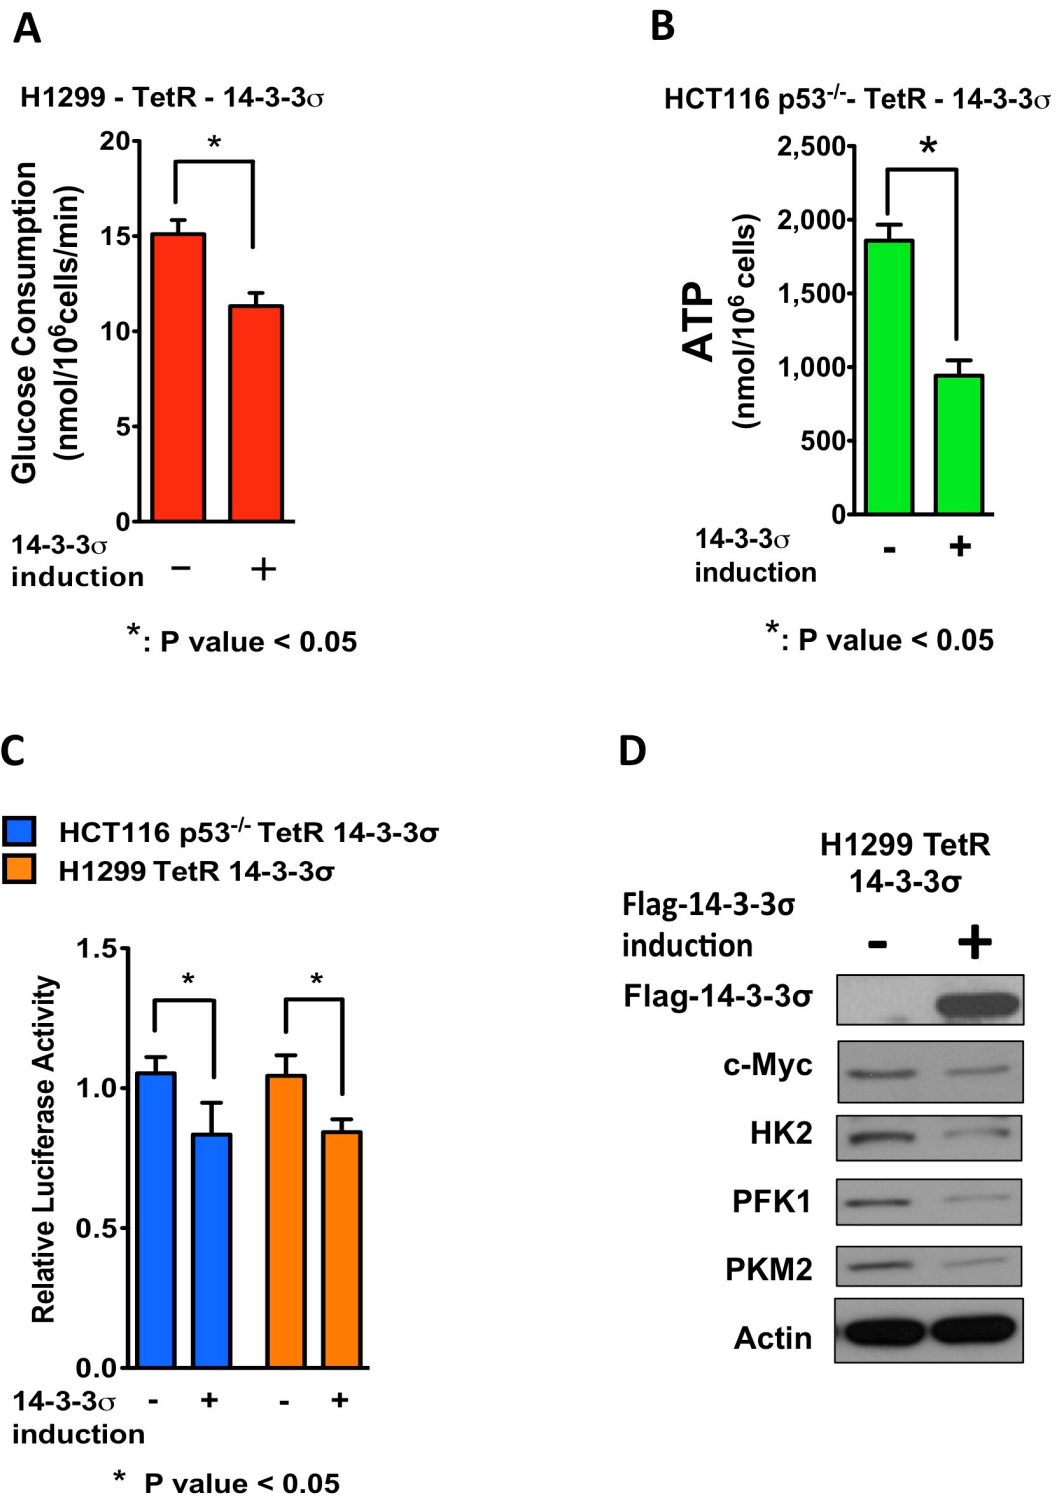 A
H1299 - TetR - 14-3-3σ
Glucose Consumption
(nmol/10⁶cells/min)
20
15
10
5
0
*
14-3-3σ
induction − +
*: P value < 0.05
B
HCT116 p53⁻/⁻- TetR - 14-3-3σ
ATP
(nmol/10⁶ cells)
2,500
2,000
1,500
1,000
500
0
*
14-3-3σ
induction - +
*: P value < 0.05
C
HCT116 p53⁻/⁻ TetR 14-3-3σ
H1299 TetR 14-3-3σ
Relative Luciferase Activity
1.5
1.0
0.5
0.0
* *
14-3-3σ - + - +
induction
* P value < 0.05
D
H1299 TetR
14-3-3σ
Flag-14-3-3σ
induction - +
Flag-14-3-3σ
c-Myc
HK2
PFK1
PKM2
Actin